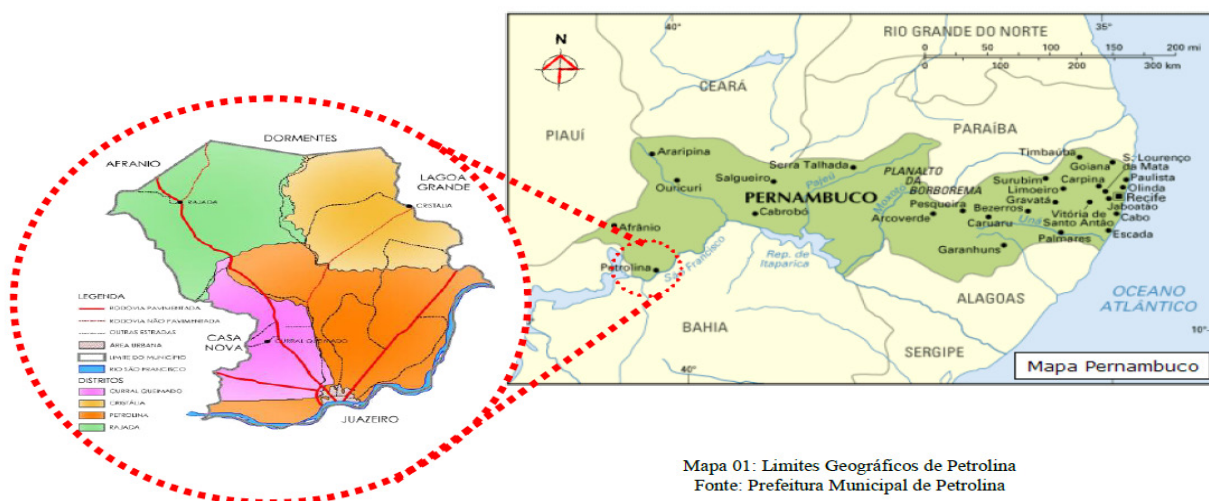 DORMENTES
AFRANIO
LAGOA
GRANDE
RAJADA
CRISTALIA
LEGENDA
RODOVIA PAVIMENTADA
RODOVIA NÃO PAVIMENTADA
OUTRAS ESTRADAS
ÁREA URBANA
LIMITE DO MUNICÍPIO
RIO SÃO FRANCISCO
DISTRITOS
CURRAL QUEIMADO
CRISTÁLIA
PETROLINA
RAJADA
CASA
NOVA
CURRAL QUEIMADO
JUAZEIRO
N
40°
35°
RIO GRANDE DO NORTE
0 50 100 150 200 mi
0 100 200 300 km
CEARÁ
PIAUÍ
PARAÍBA
Araripina
Serra Talhada
Timbaúba
Goiana
S. Lourenço
da Mata
Ouricuri
Salgueiro
Pajeú
PLANALTO
DA
BORBOREMA
Surubim
Carpina
Paulista
Limoeiro
Olinda
PERNAMBUCO
Moxotó
Pesqueira
Gravatá
Recife
Cabrobó
Arcoverde
Bezerros
Jaboatão
Caruaru
Una
Vitória de
Santo Antão
Cabo
Afrânio
Palmares
Escada
Petrolina
São Francisco
Rep. de
Itaparica
Garanhuns
ALAGOAS
OCEANO
ATLÂNTICO
BAHIA
SERGIPE
10°
40°
Mapa Pernambuco
Mapa 01: Limites Geográficos de Petrolina
Fonte: Prefeitura Municipal de Petrolina